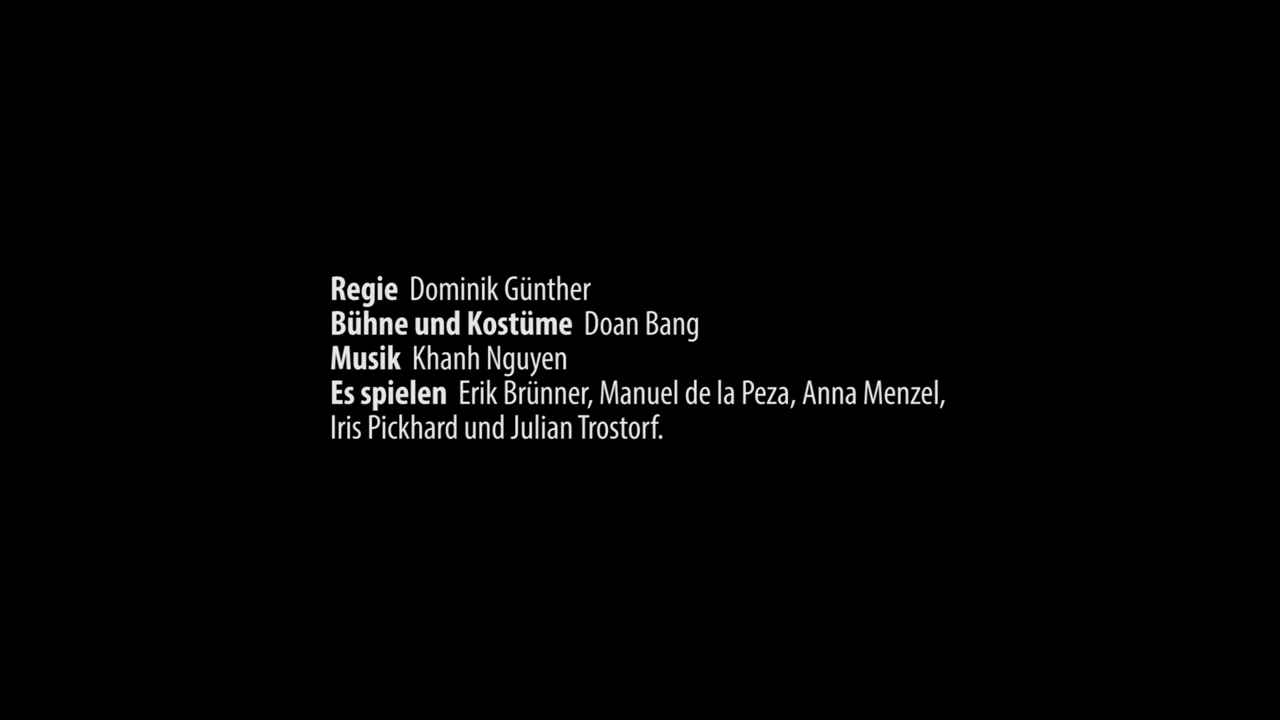 Regie Dominik Günther
Bühne und Kostüme Doan Bang
Musik Khanh Nguyen
Es spielen Erik Brünner, Manuel de la Peza, Anna Menzel,
Iris Pickhard und Julian Trostorf.